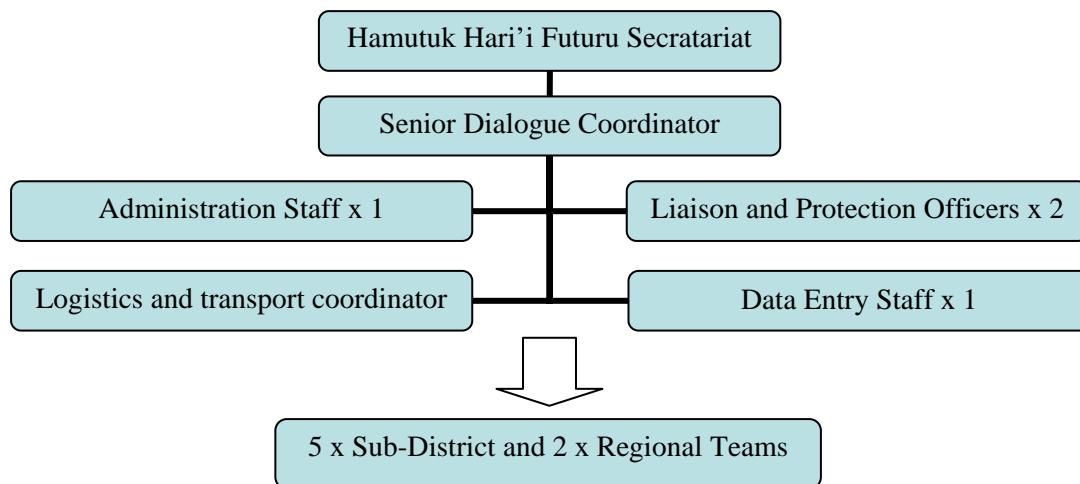 Hamutuk Hari’i Futuru Secratariat
Senior Dialogue Coordinator
Administration Staff x 1
Liaison and Protection Officers x 2
Logistics and transport coordinator
Data Entry Staff x 1
5 x Sub-District and 2 x Regional Teams